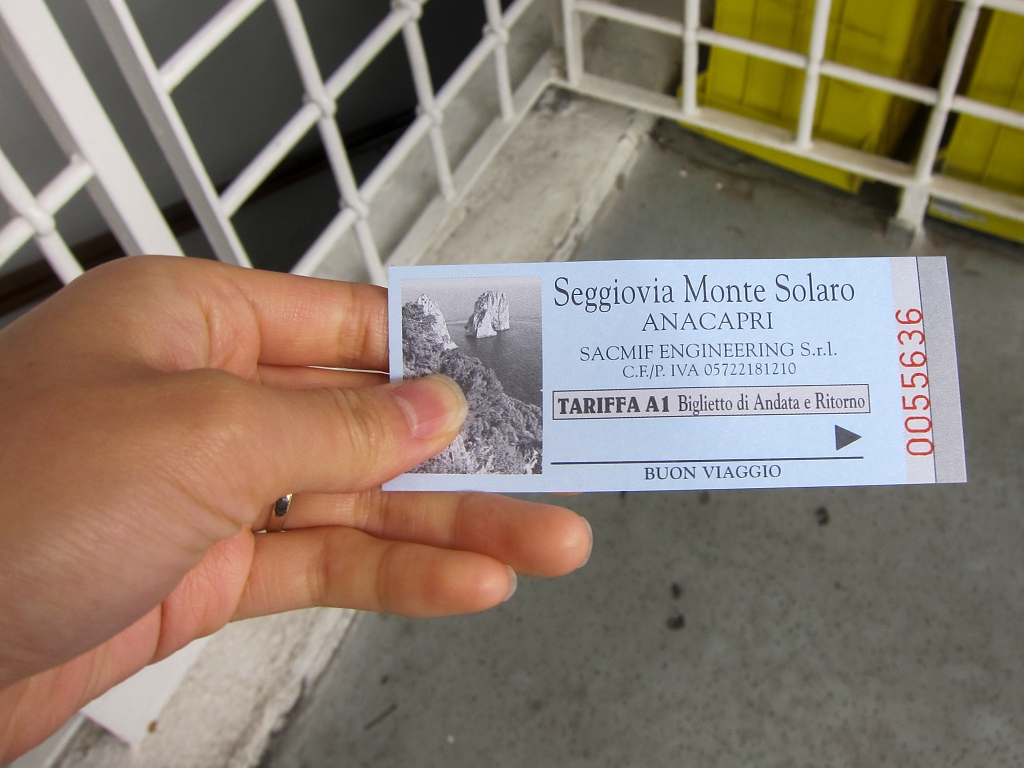 Seggiovia Monte Solaro
ANACAPRI
SACMIF ENGINEERING S.r.l.
C.F./P. IVA 05722181210
TARIFFA A1 Biglietto di Andata e Ritorno
BUON VIAGGIO
0055636